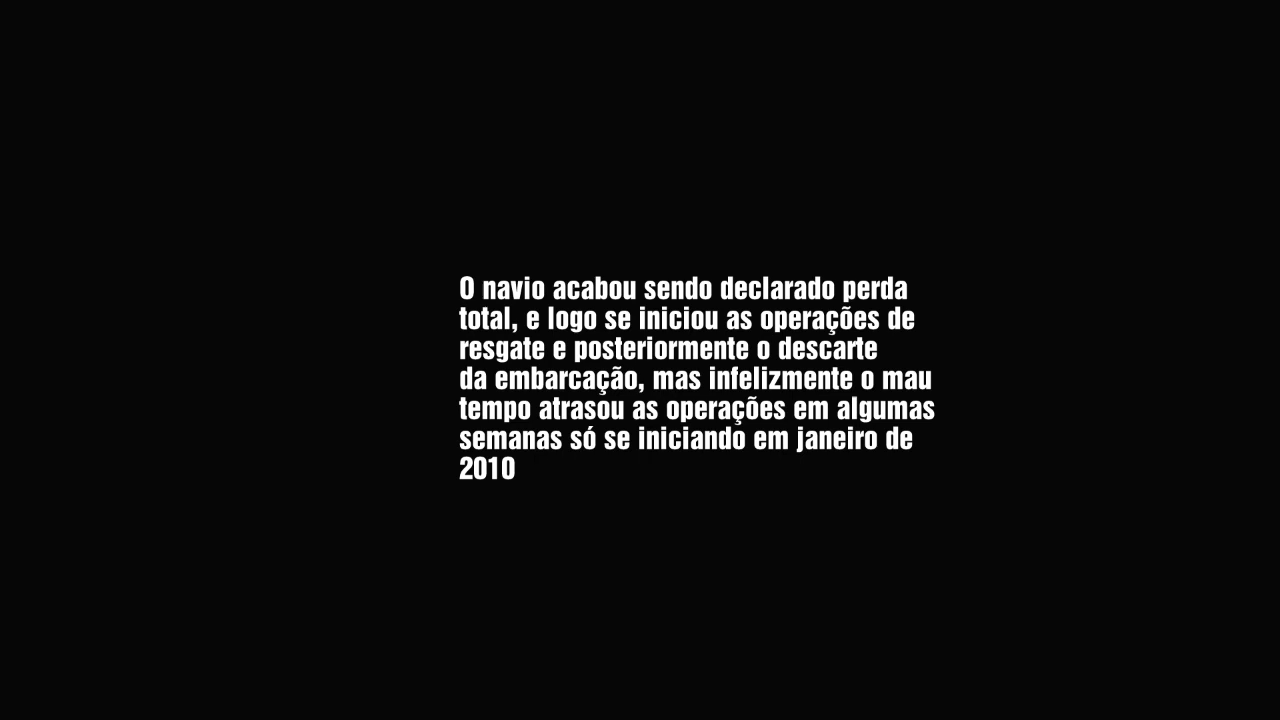 O navio acabou sendo declarado perda
total, e logo se iniciou as operações de
resgate e posteriormente o descarte
da embarcação, mas infelizmente o mau
tempo atrasou as operações em algumas
semanas só se iniciando em janeiro de
2010